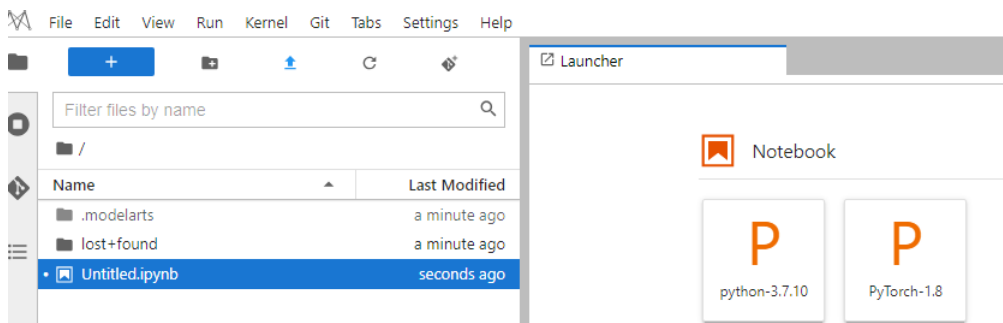 File Edit View Run Kernel Git Tabs Settings Help
Launcher
Filter files by name
/
Name Last Modified
.modelarts a minute ago
lost+found a minute ago
Untitled.ipynb seconds ago
Notebook
P P
python-3.7.10 PyTorch-1.8